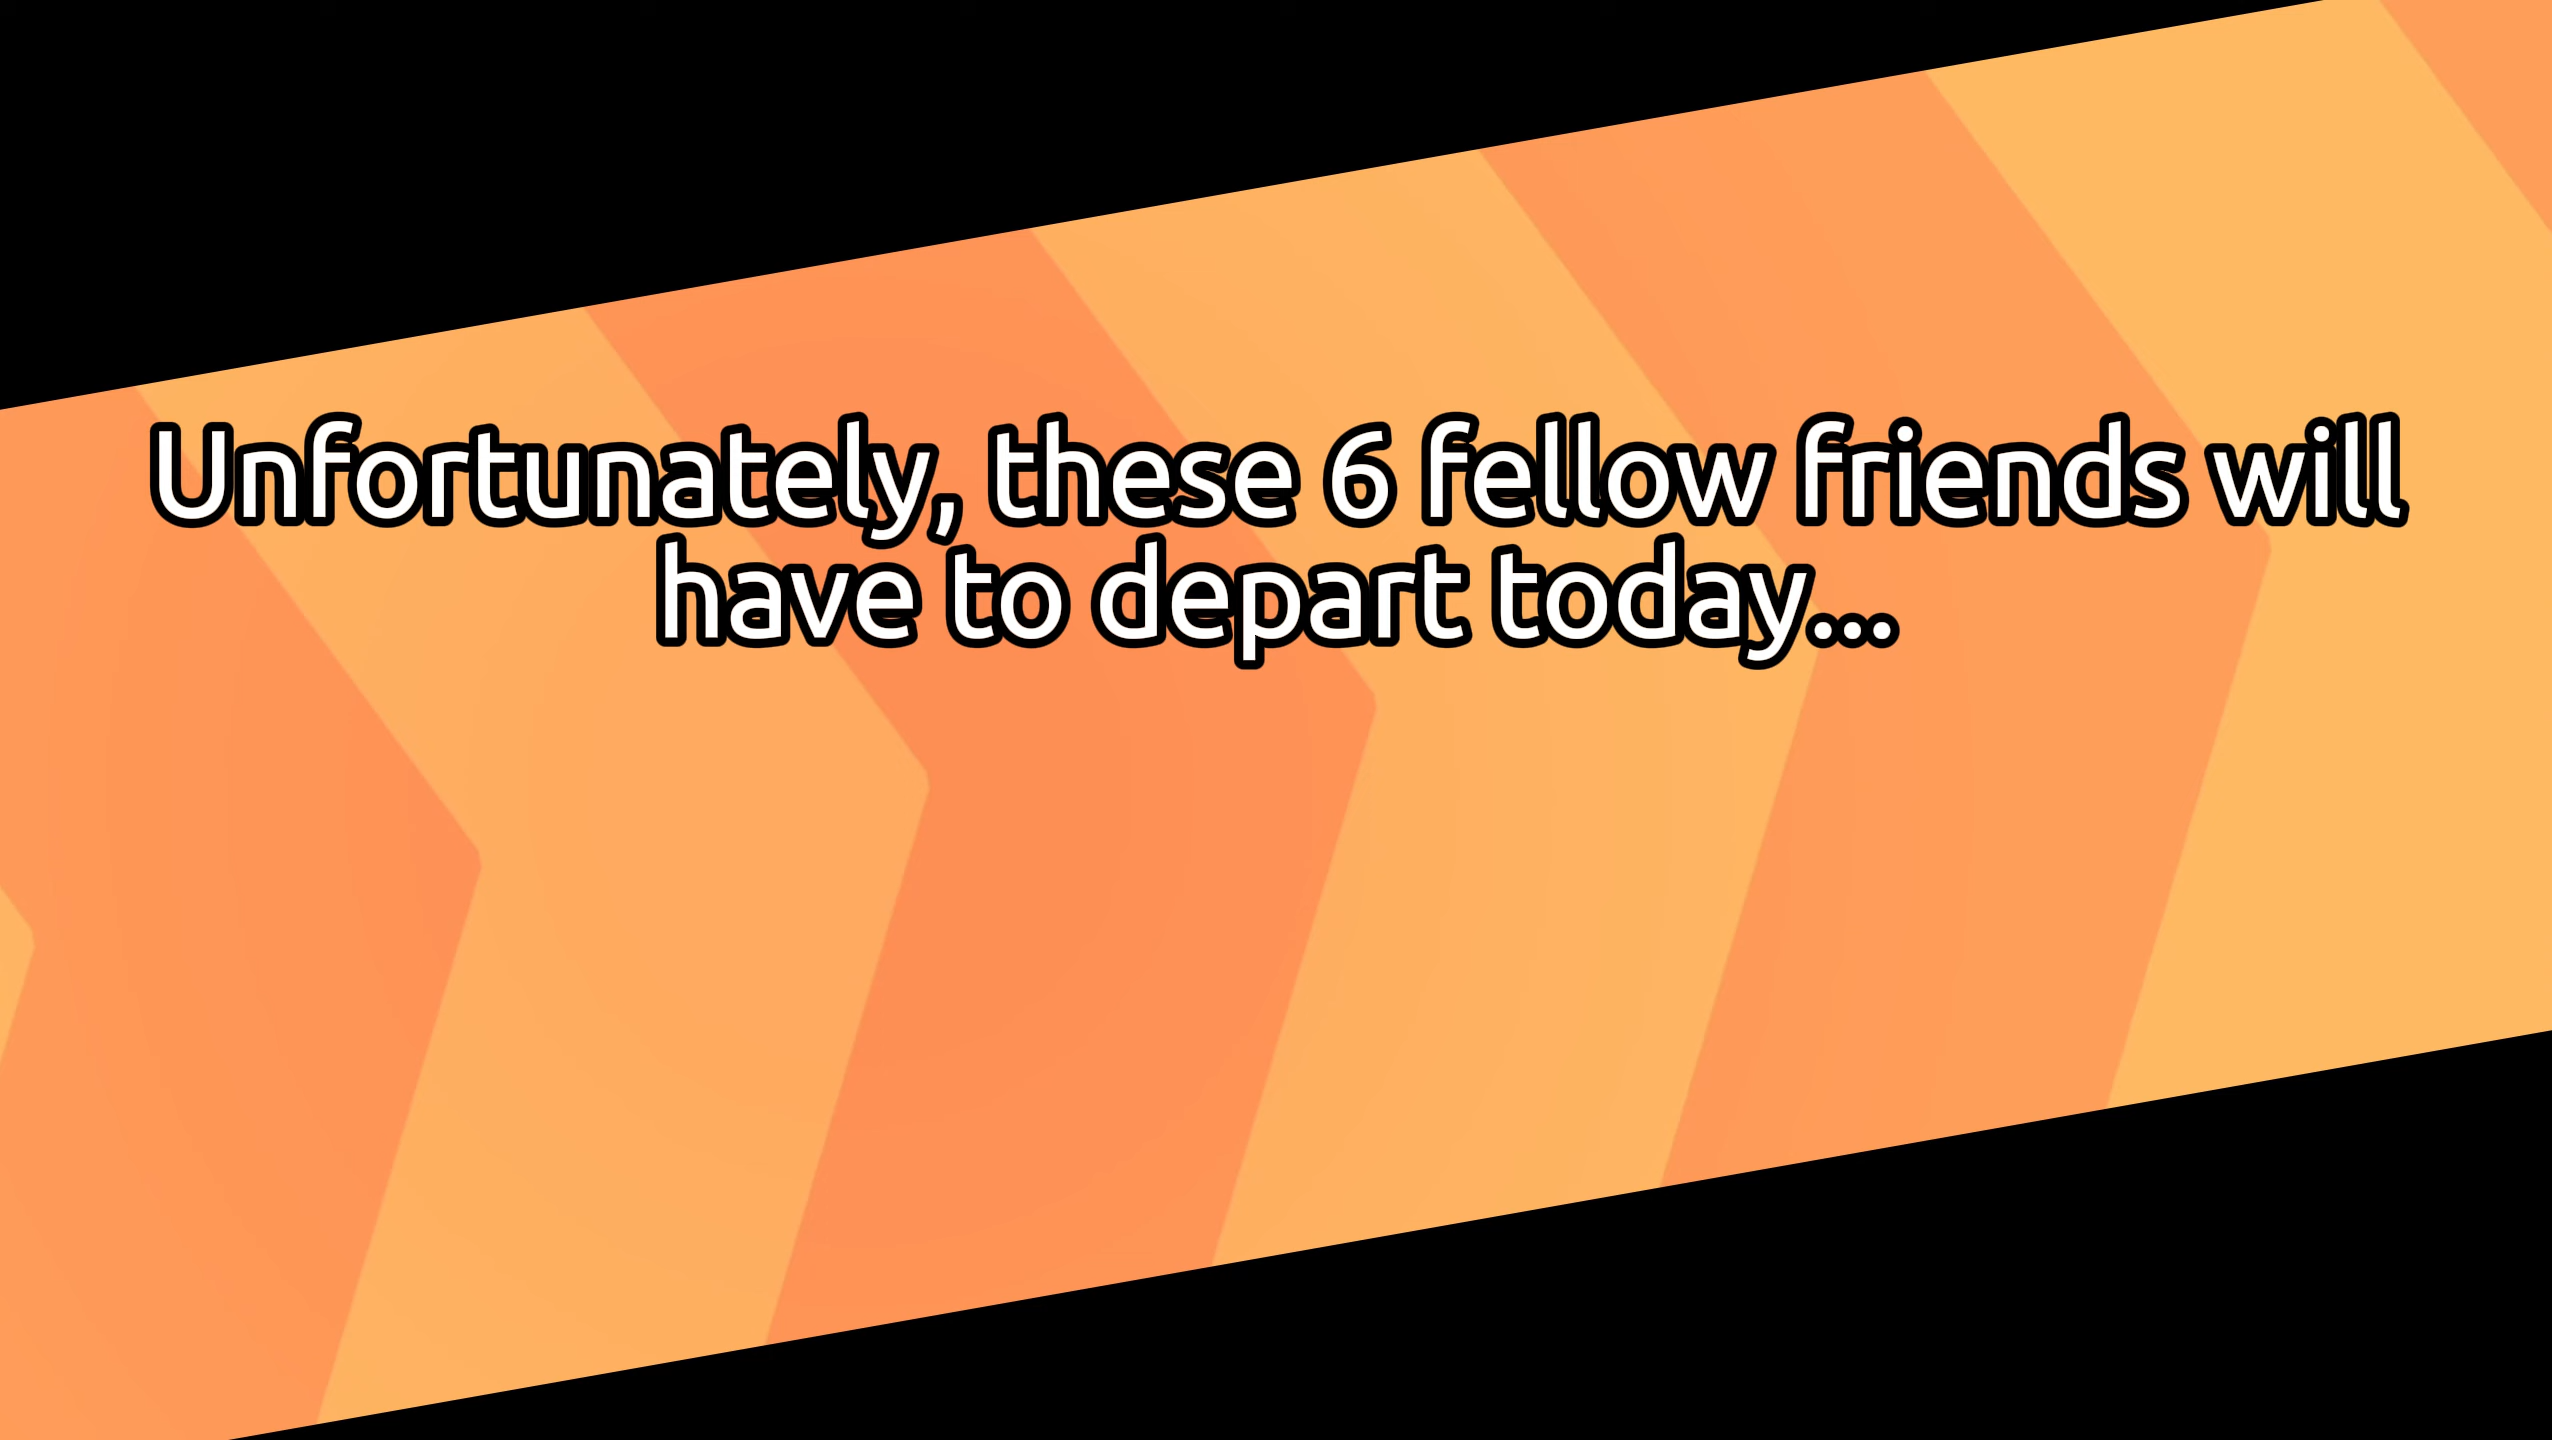 Unfortunately, these 6 fellow friends will
have to depart today...